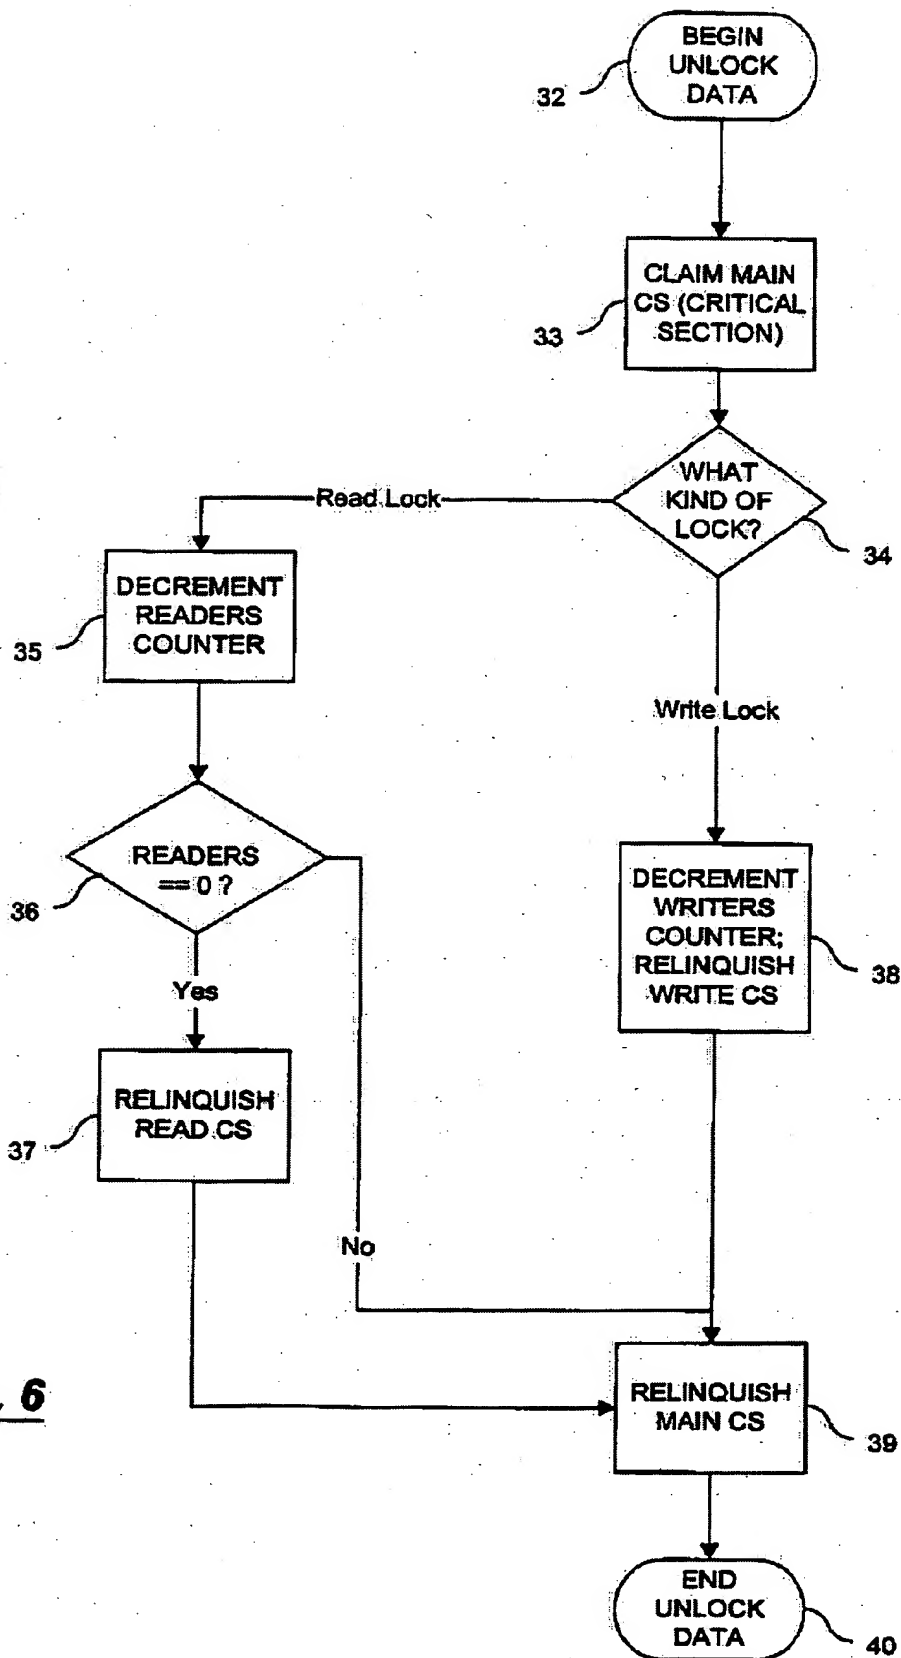 BEGIN
UNLOCK
DATA
32
CLAIM MAIN
CS (CRITICAL
SECTION)
33
WHAT
KIND OF
LOCK?
34
Read Lock
DECREMENT
READERS
COUNTER
35
Write Lock
READERS
== 0 ?
36
DECREMENT
WRITERS
COUNTER;
RELINQUISH
WRITE CS
38
Yes
RELINQUISH
READ CS
37
No
RELINQUISH
MAIN CS
39
. 6
END
UNLOCK
DATA
40